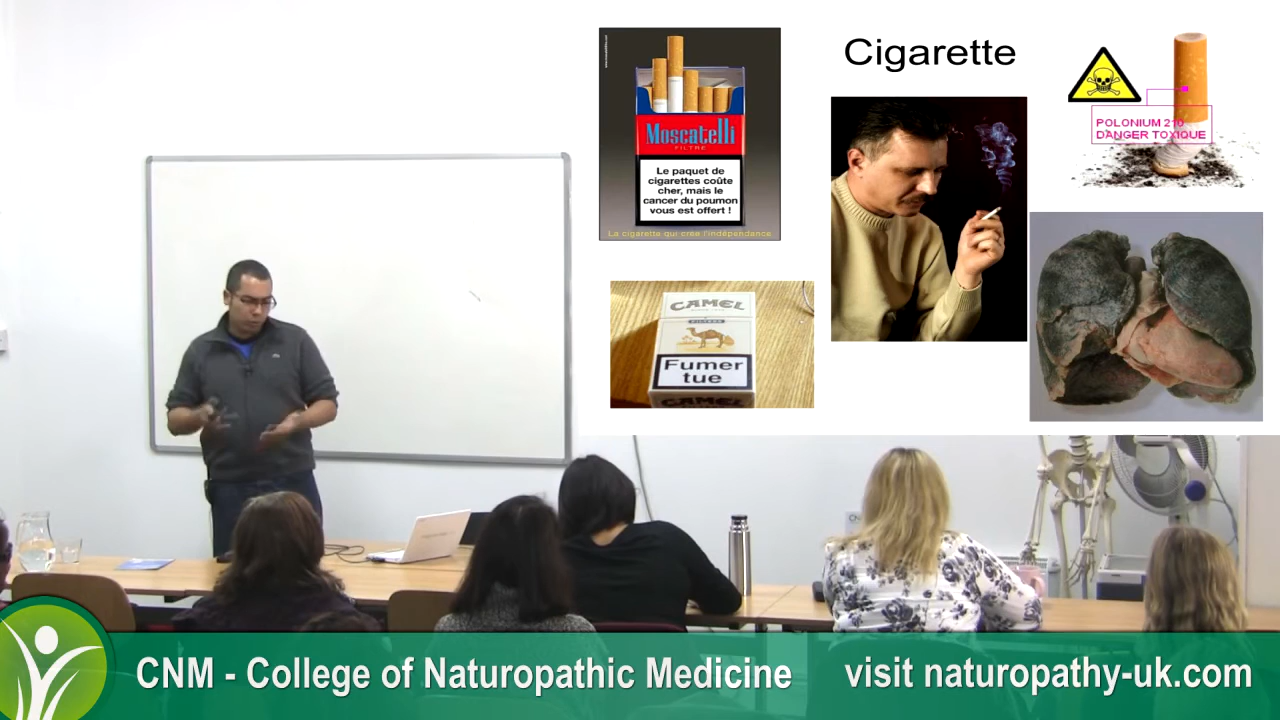 Cigarette
Moscatelli
FILTRE
Le paquet de
cigarettes coûte
cher, mais le
cancer du poumon
vous est offert !
La cigarette qui crée l'indépendance
POLONIUM 210
DANGER TOXIQUE
CAMEL
FILTERS
Fumer
tue
CAMEL
CNM - College of Naturopathic Medicine
visit naturopathy-uk.com